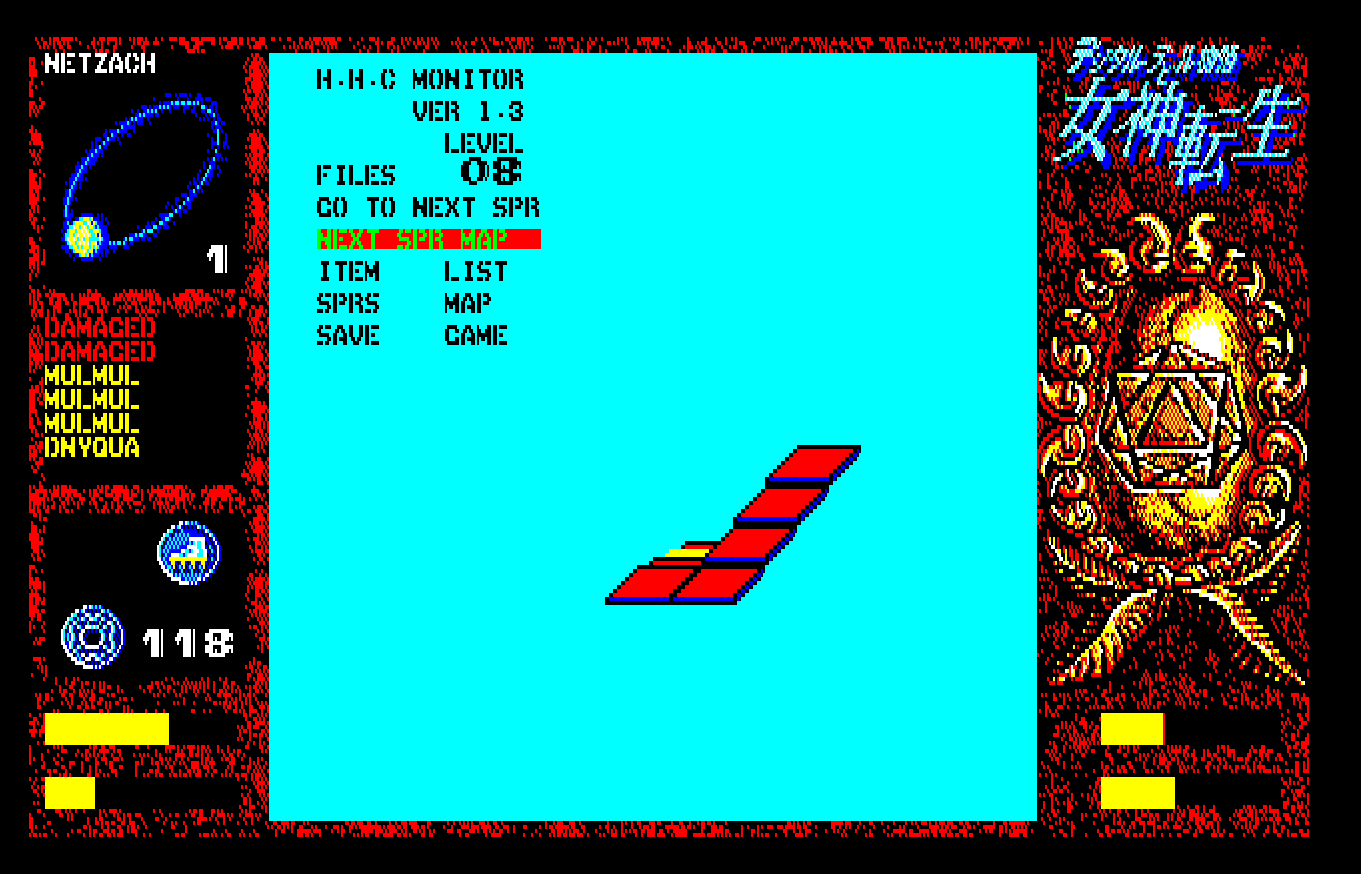 NETZACH
1
DAMAGED
DAMAGED
MULMUL
MULMUL
MULMUL
DNYQUA
118
H.H.C MONITOR
VER 1.3
LEVEL
FILES 08
GO TO NEXT SPR
NEXT SPR MAP
ITEM LIST
SPRS MAP
SAVE GAME
デジタル・デビル物語
女神転生